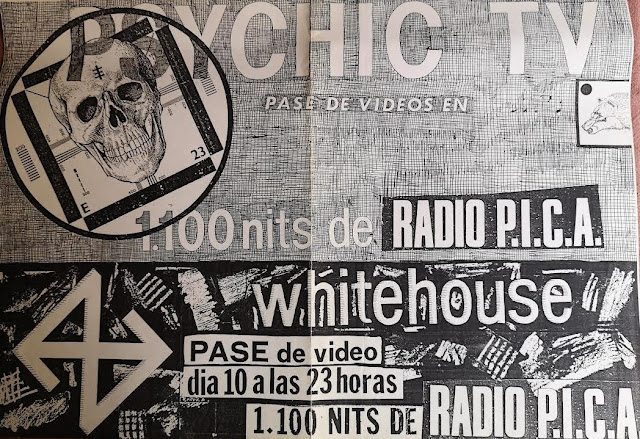 PSYCHIC TV
PASE DE VIDEOS EN
23
E
1.100 nits de RADIO P.I.C.A.
whitehouse
PASE de video
dia 10 a las 23 horas
1.100 NITS DE RADIO P.I.C.A.